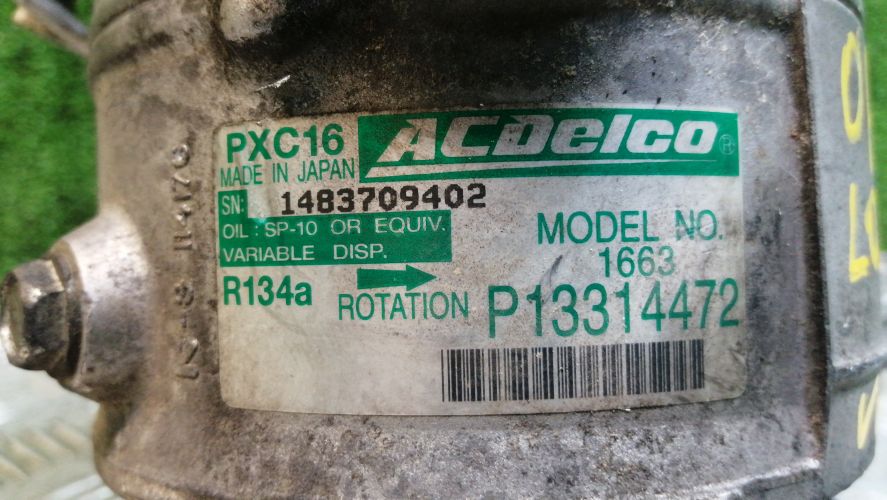 PXC16
ACDelco®
MADE IN JAPAN
SN: 1483709402
OIL : SP-10 OR EQUIV.
VARIABLE DISP.
MODEL NO.
1663
R134a
ROTATION
P13314472